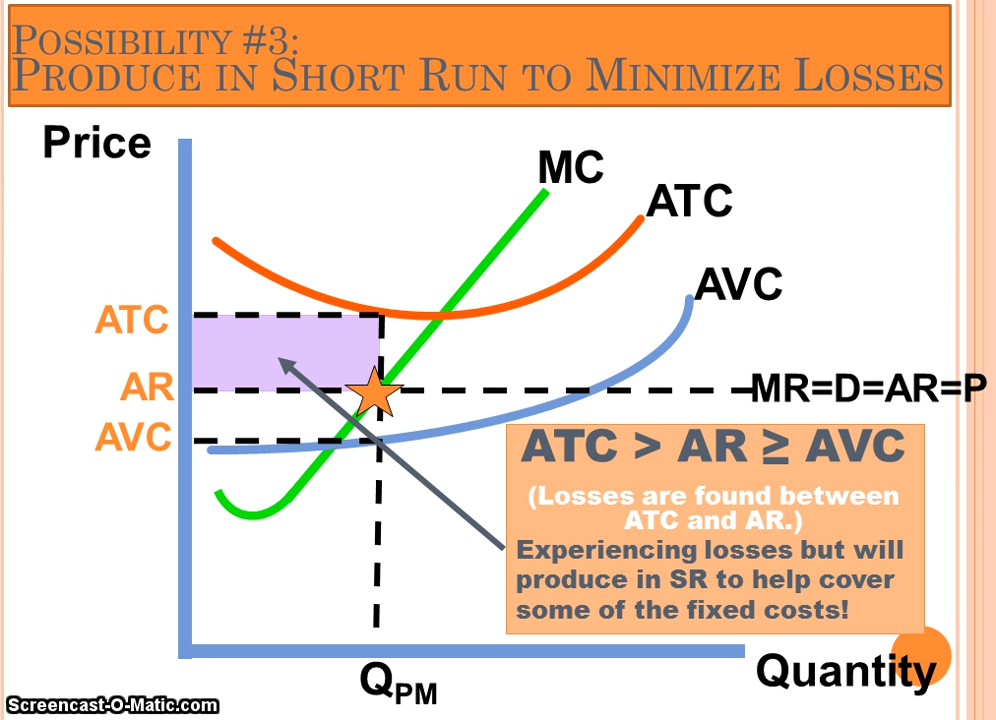 POSSIBILITY #3:
PRODUCE IN SHORT RUN TO MINIMIZE LOSSES
Price
MC
ATC
AVC
ATC
AR
MR=D=AR=P
AVC
ATC > AR ≥ AVC
(Losses are found between
ATC and AR.)
Experiencing losses but will
produce in SR to help cover
some of the fixed costs!
Quantity
QPM
Screencast-O-Matic.com